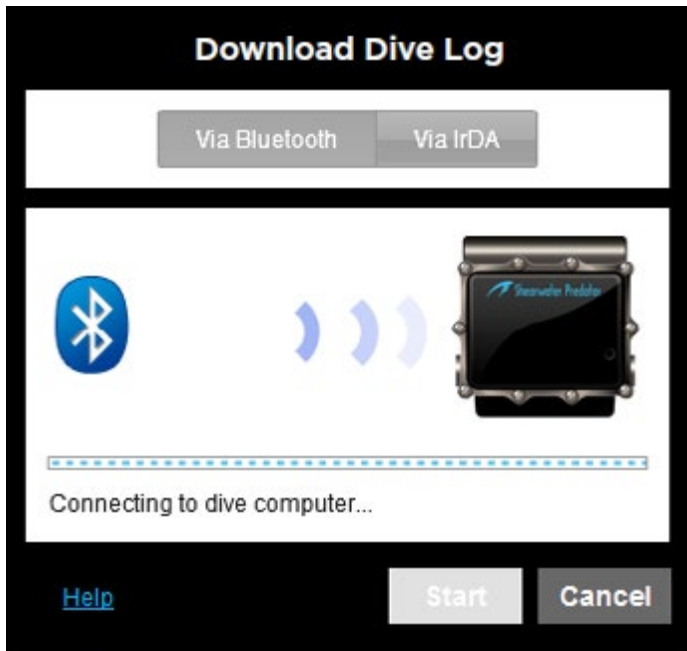 Download Dive Log
Via Bluetooth
Via IrDA
Shearwater Predator
Connecting to dive computer...
Help
Start
Cancel